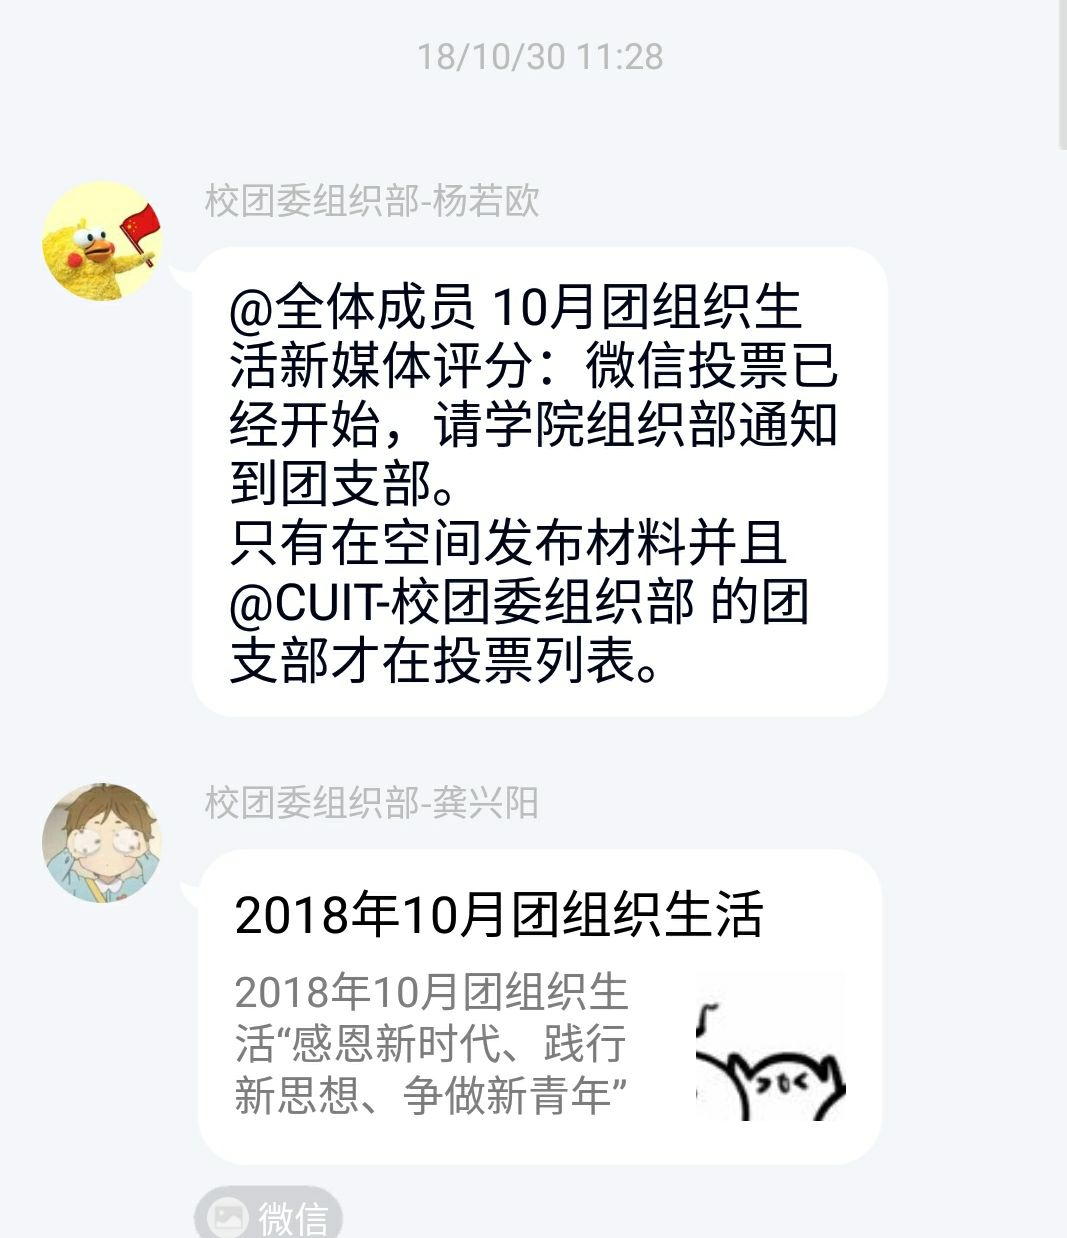 18/10/30 11:28
校团委组织部-杨若欧
@全体成员 10月团组织生
活新媒体评分：微信投票已
经开始，请学院组织部通知
到团支部。
只有在空间发布材料并且
@CUIT-校团委组织部 的团
支部才在投票列表。
校团委组织部-龚兴阳
2018年10月团组织生活
2018年10月团组织生
活“感恩新时代、践行
新思想、争做新青年”
微信